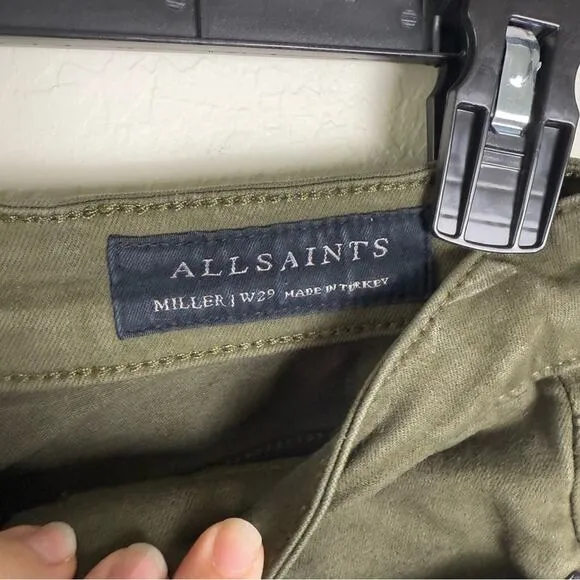 ALLSAINTS
MILLER | W29 MADE IN TURKEY